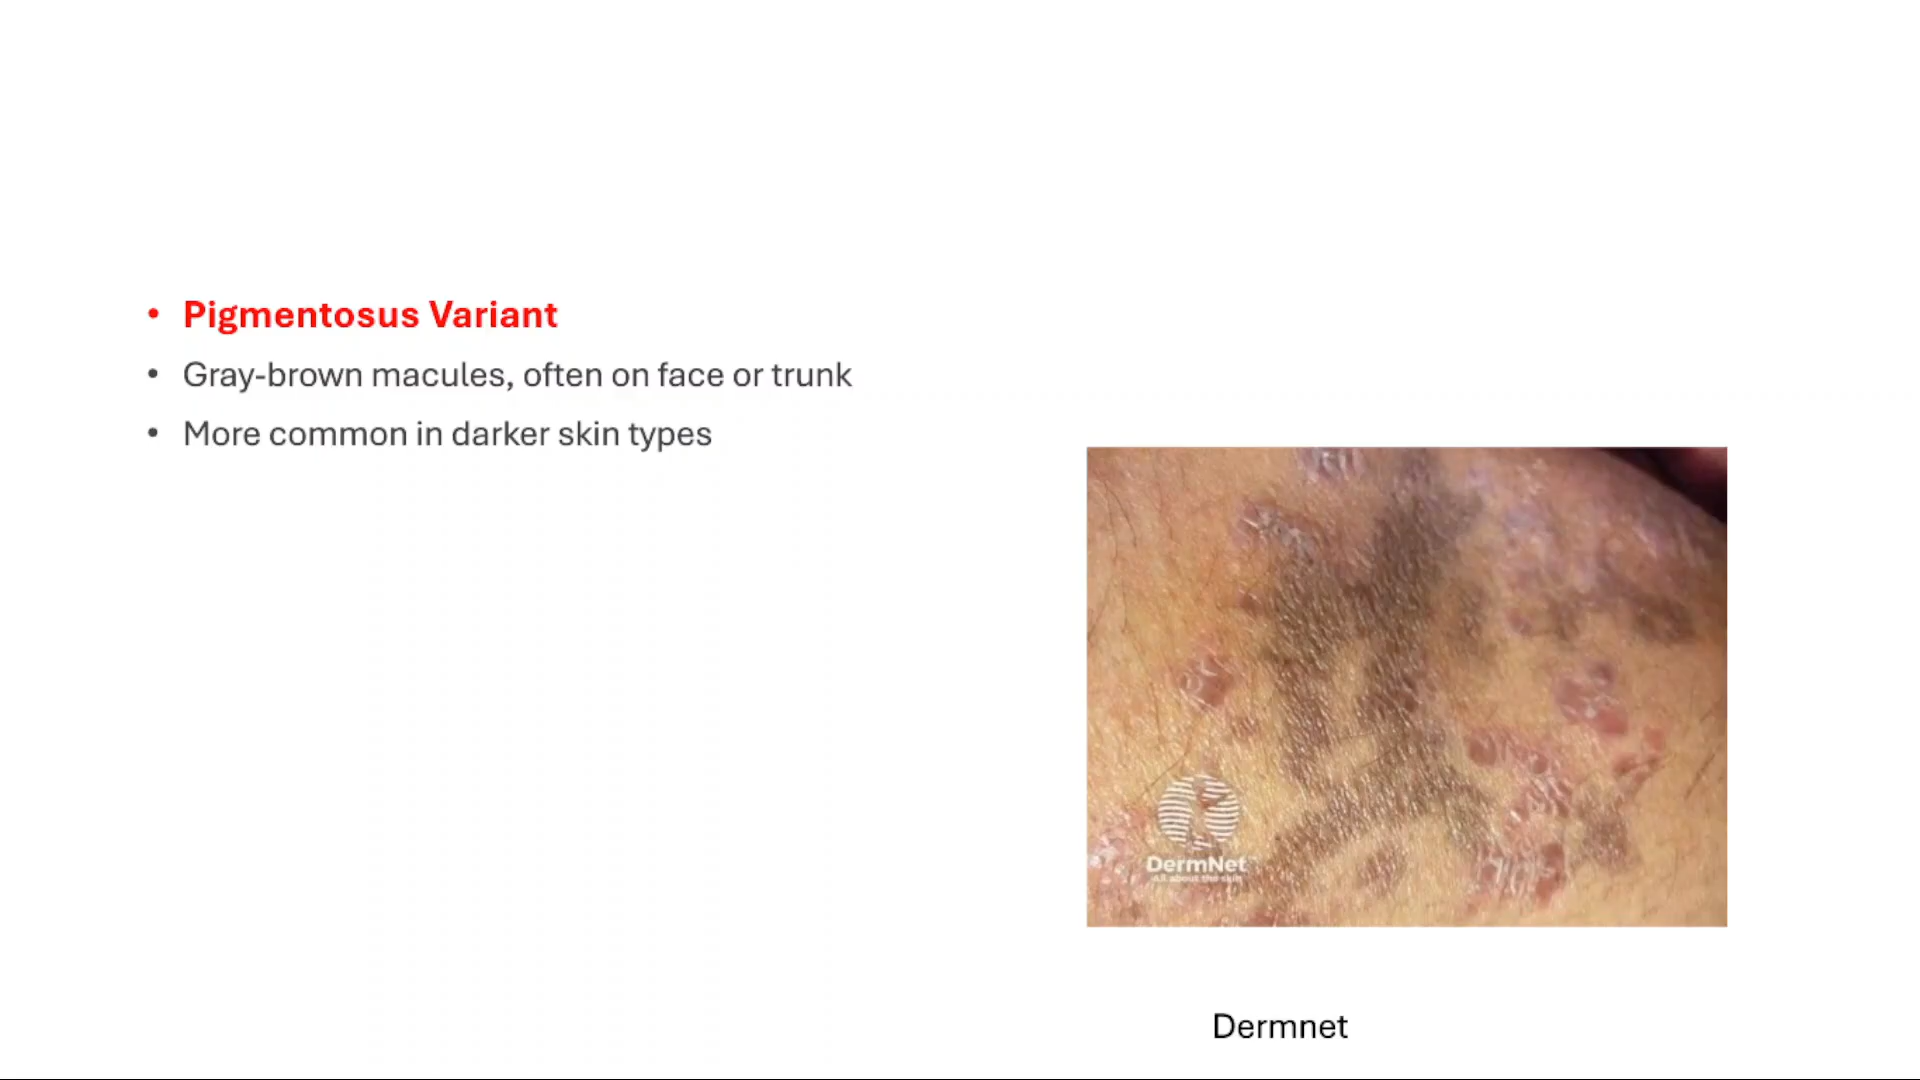 • Pigmentosus Variant
• Gray-brown macules, often on face or trunk
• More common in darker skin types
DermNet
All about the skin
Dermnet